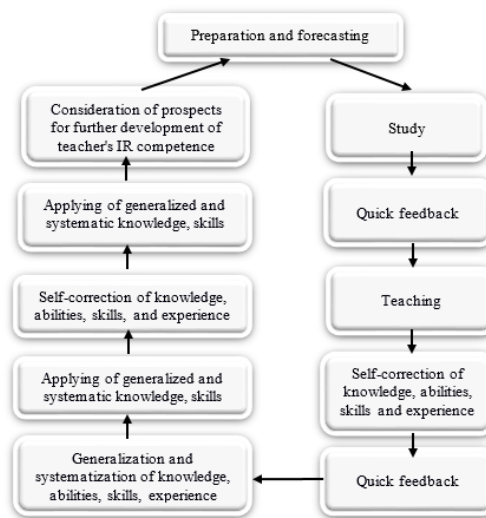 Preparation and forecasting
Consideration of prospects
for further development of
teacher's IR competence
Study
Applying of generalized and
systematic knowledge, skills
Quick feedback
Self-correction of knowledge,
abilities, skills, and experience
Teaching
Applying of generalized and
systematic knowledge, skills
Self-correction of
knowledge, abilities,
skills and experience
Generalization and
systematization of knowledge,
abilities, skills, experience
Quick feedback